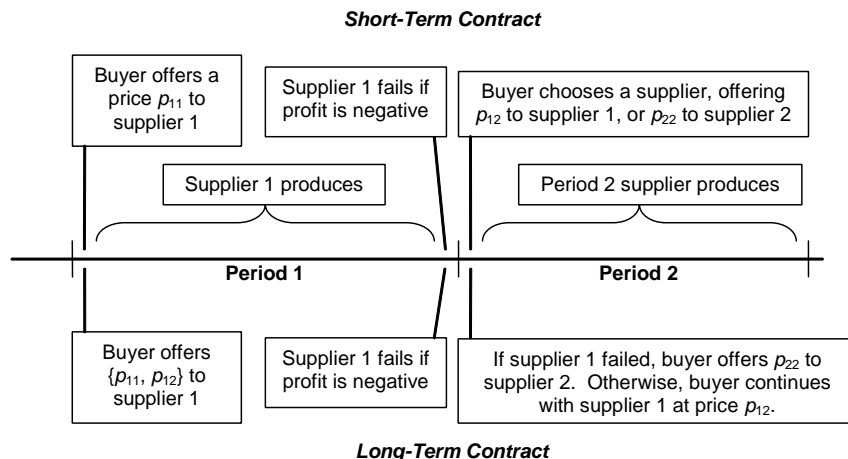 Short-Term Contract
Buyer offers a
price p₁₁ to
supplier 1
Supplier 1 fails if
profit is negative
Buyer chooses a supplier, offering
p₁₂ to supplier 1, or p₂₂ to supplier 2
Supplier 1 produces
Period 2 supplier produces
Period 1
Period 2
Buyer offers
{p₁₁, p₁₂} to
supplier 1
Supplier 1 fails if
profit is negative
If supplier 1 failed, buyer offers p₂₂ to
supplier 2. Otherwise, buyer continues
with supplier 1 at price p₁₂.
Long-Term Contract